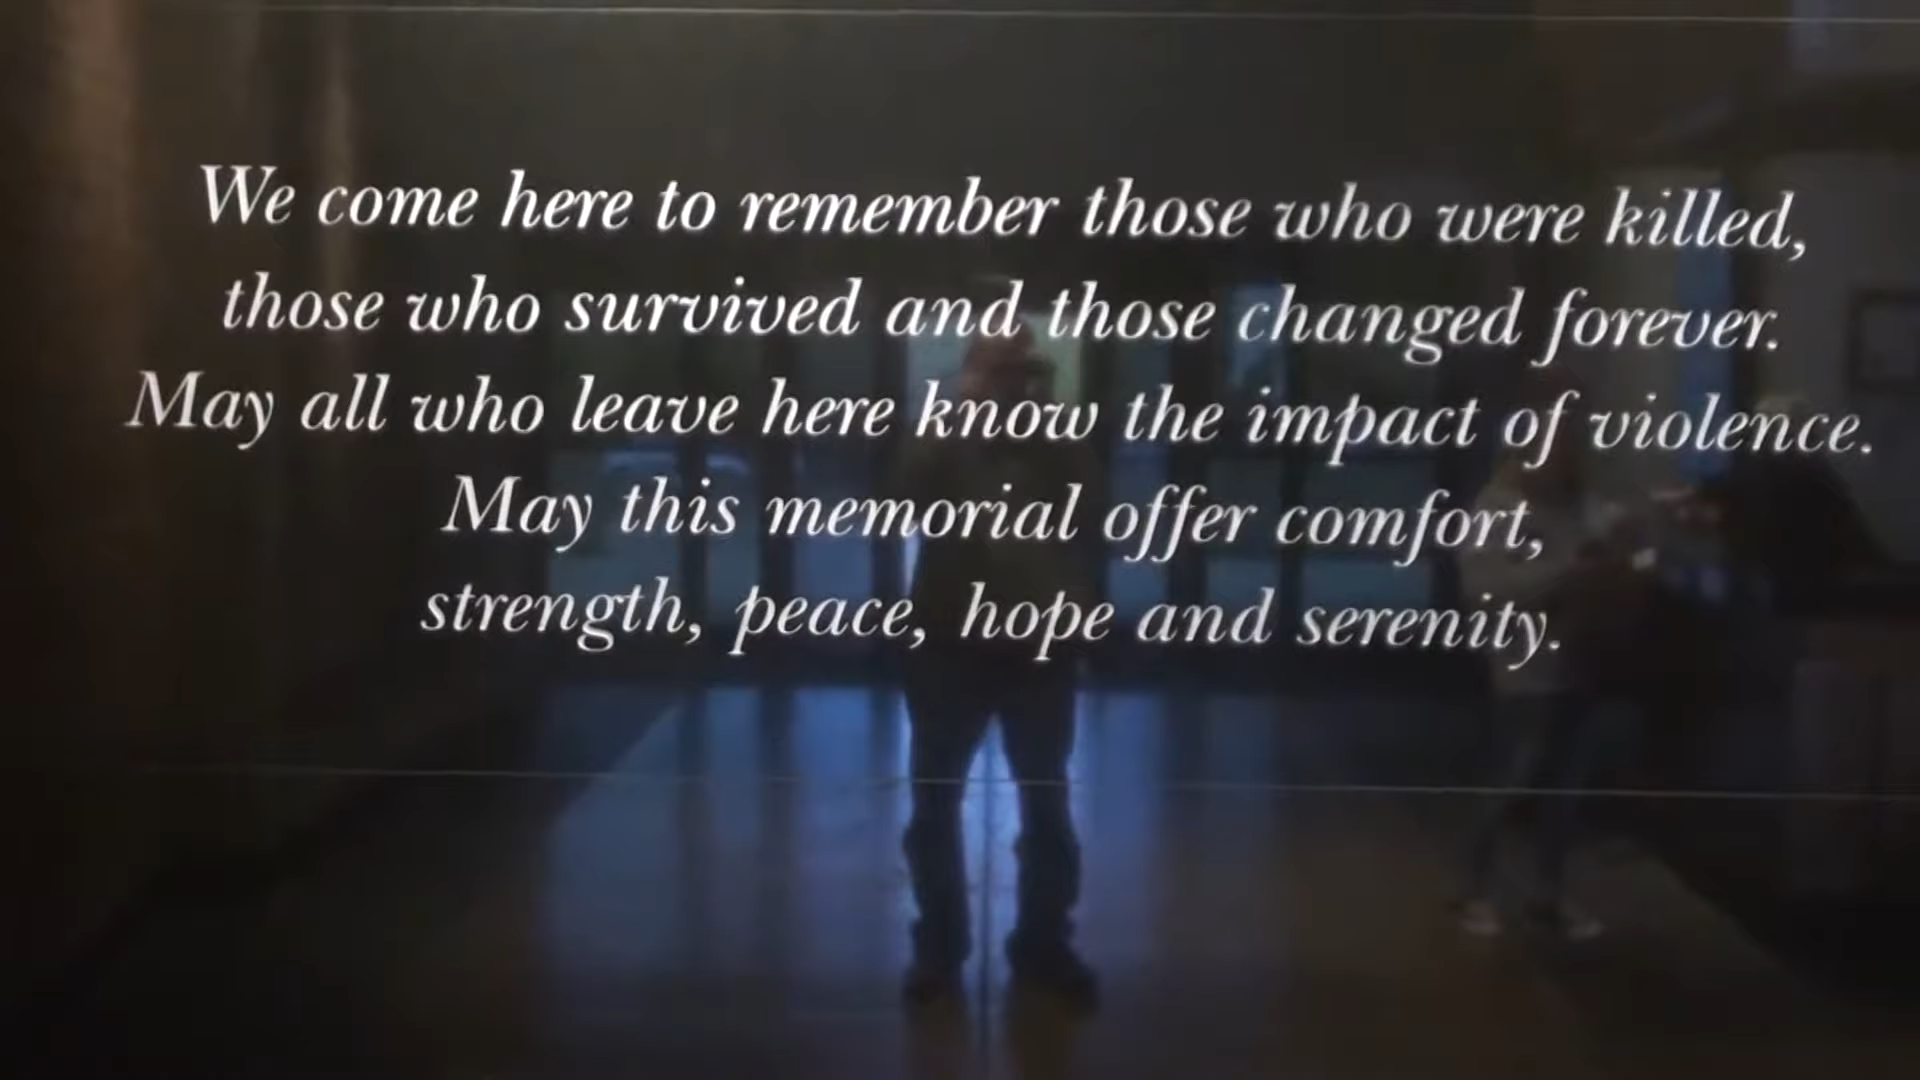 We come here to remember those who were killed,
those who survived and those changed forever.
May all who leave here know the impact of violence.
May this memorial offer comfort,
strength, peace, hope and serenity.